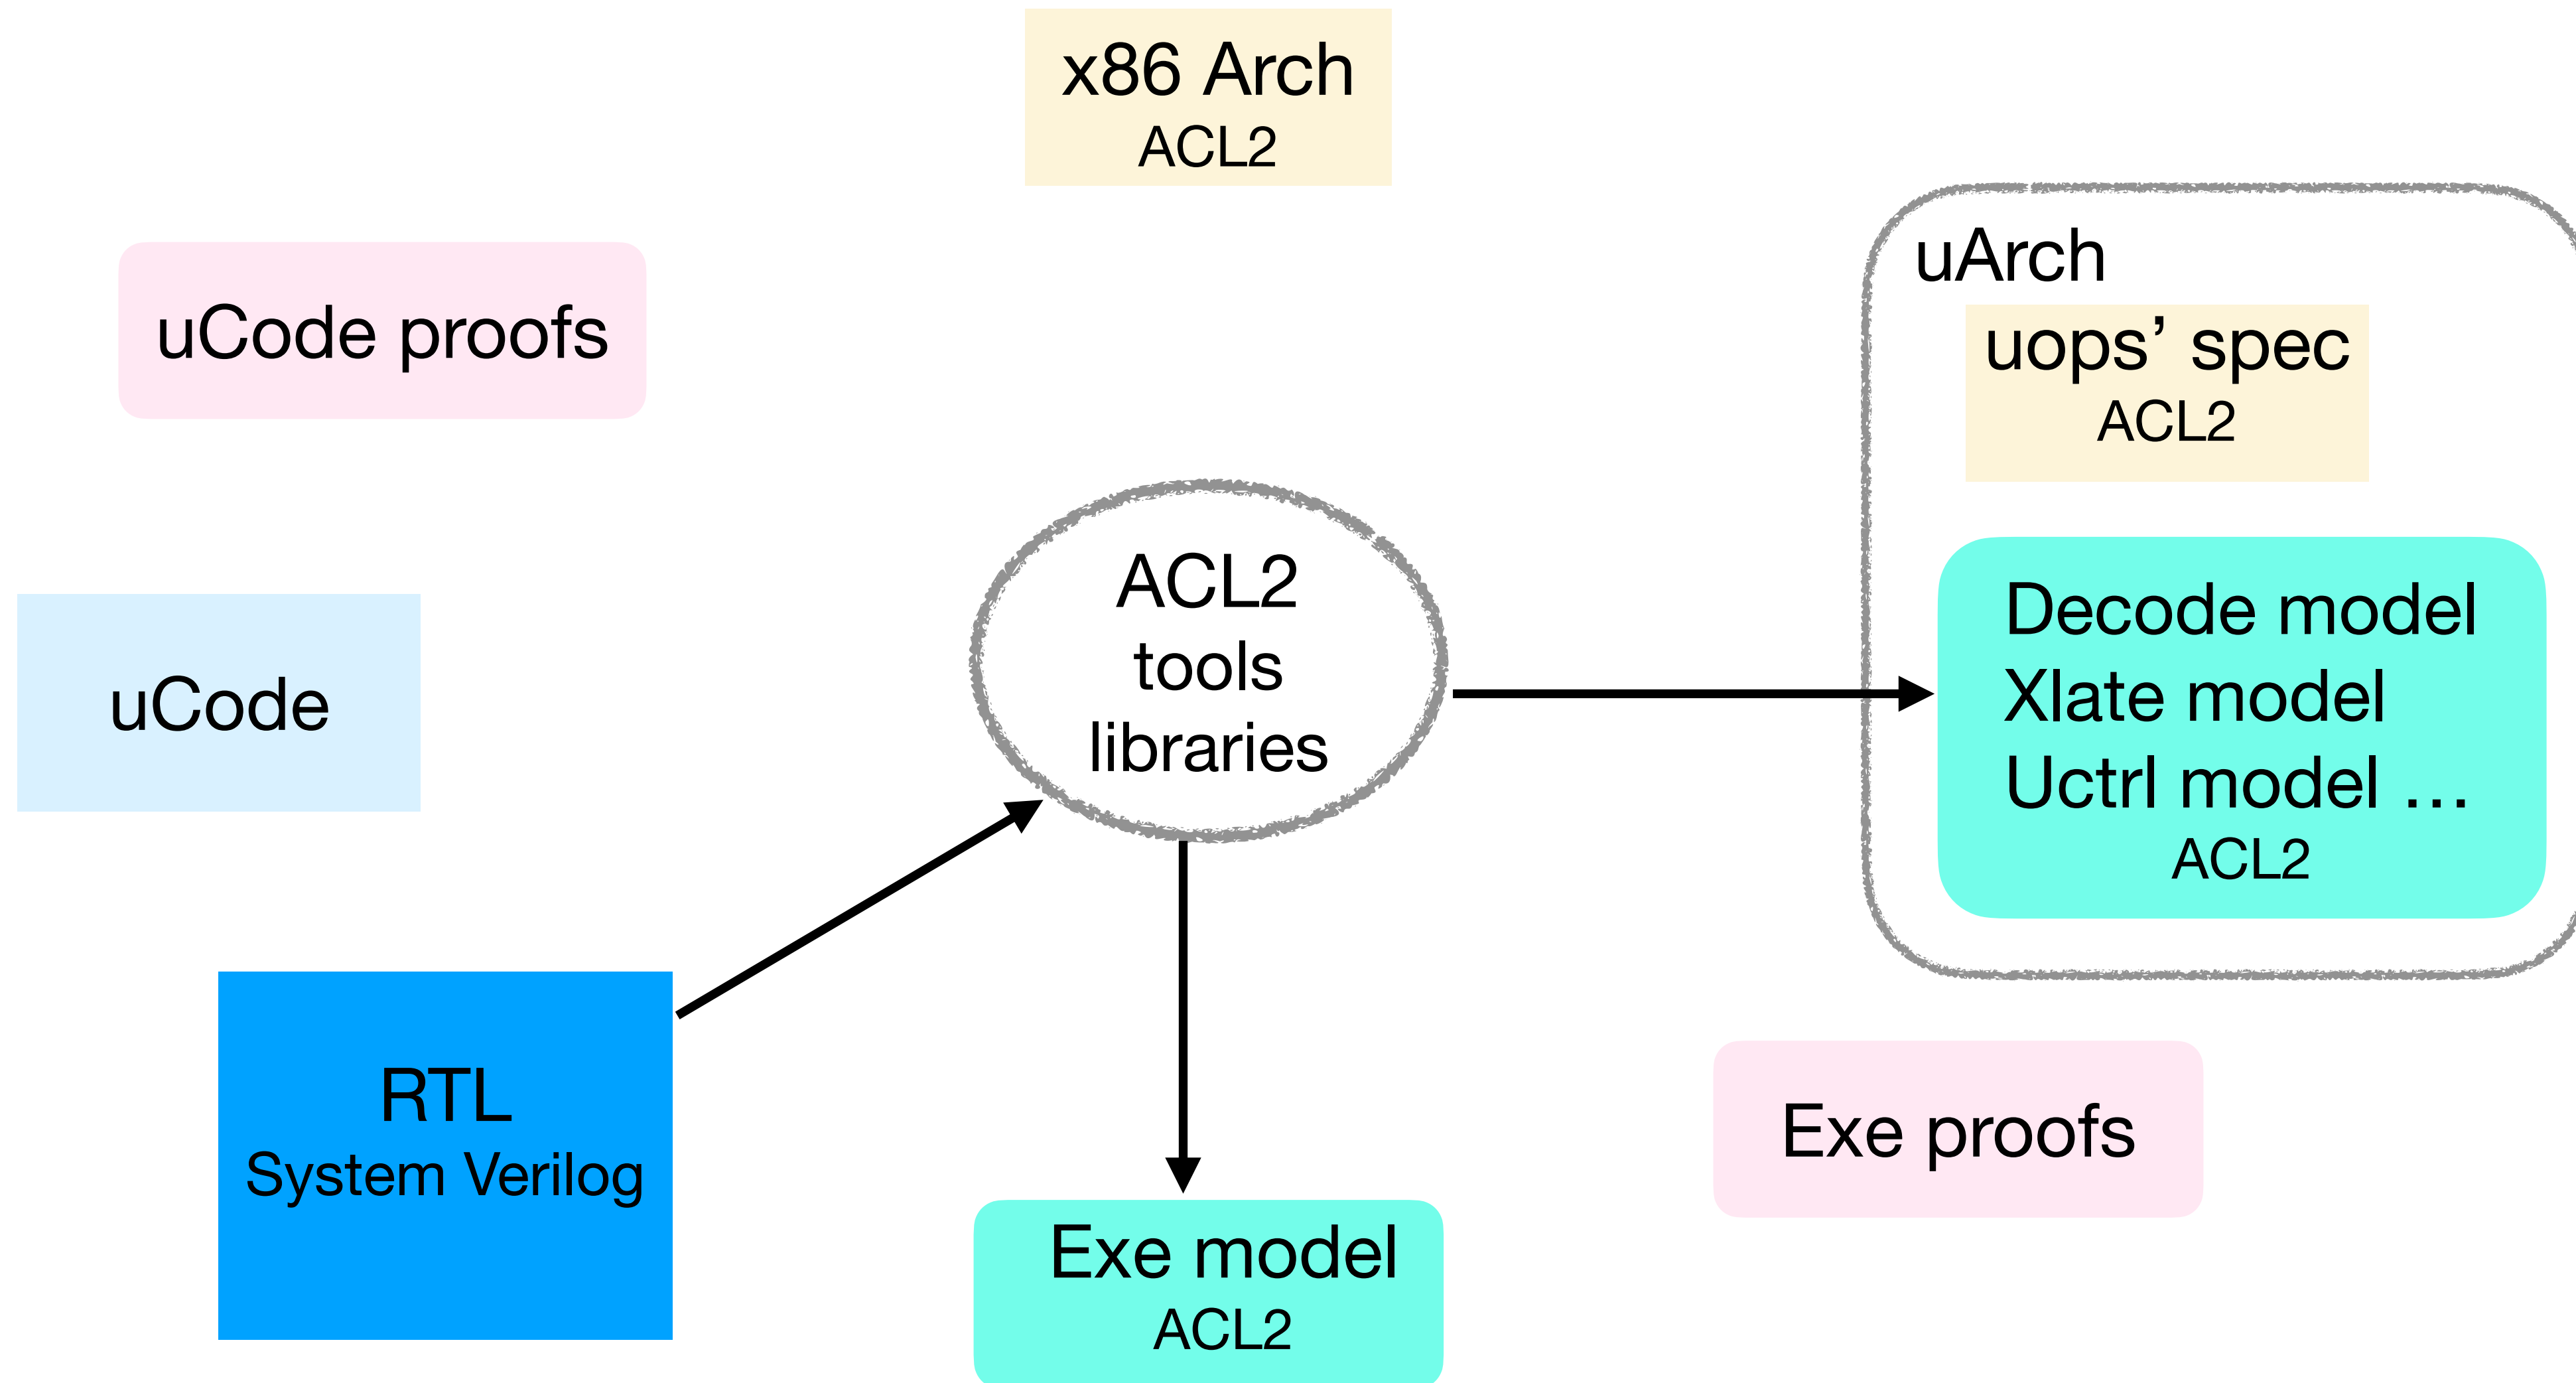 x86 Arch
ACL2
uCode proofs
uArch
uops’ spec
ACL2
ACL2
tools
libraries
Decode model
Xlate model
Uctrl model …
ACL2
uCode
RTL
System Verilog
Exe proofs
Exe model
ACL2